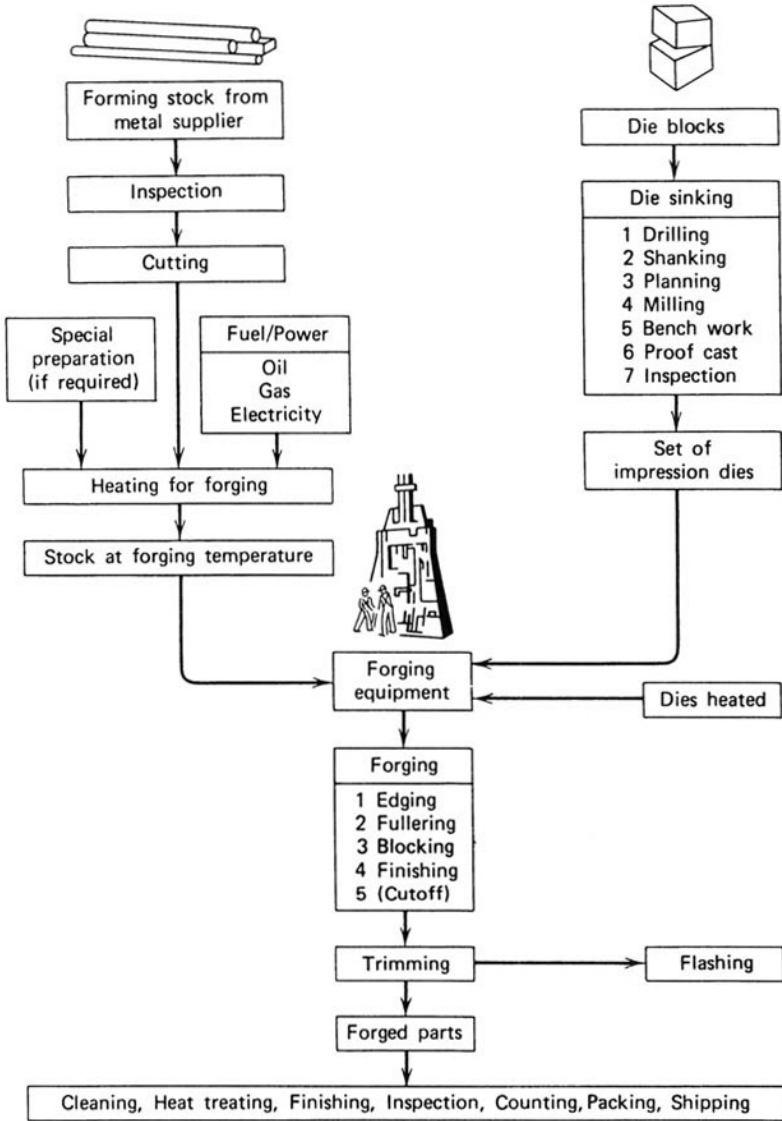 Forming stock from
metal supplier
Inspection
Cutting
Special
preparation
(if required)
Fuel/Power
Oil
Gas
Electricity
Heating for forging
Stock at forging temperature
Die blocks
Die sinking
1 Drilling
2 Shanking
3 Planning
4 Milling
5 Bench work
6 Proof cast
7 Inspection
Set of
impression dies
Forging
equipment
Dies heated
Forging
1 Edging
2 Fullering
3 Blocking
4 Finishing
5 (Cutoff)
Trimming
Flashing
Forged parts
Cleaning, Heat treating, Finishing, Inspection, Counting, Packing, Shipping